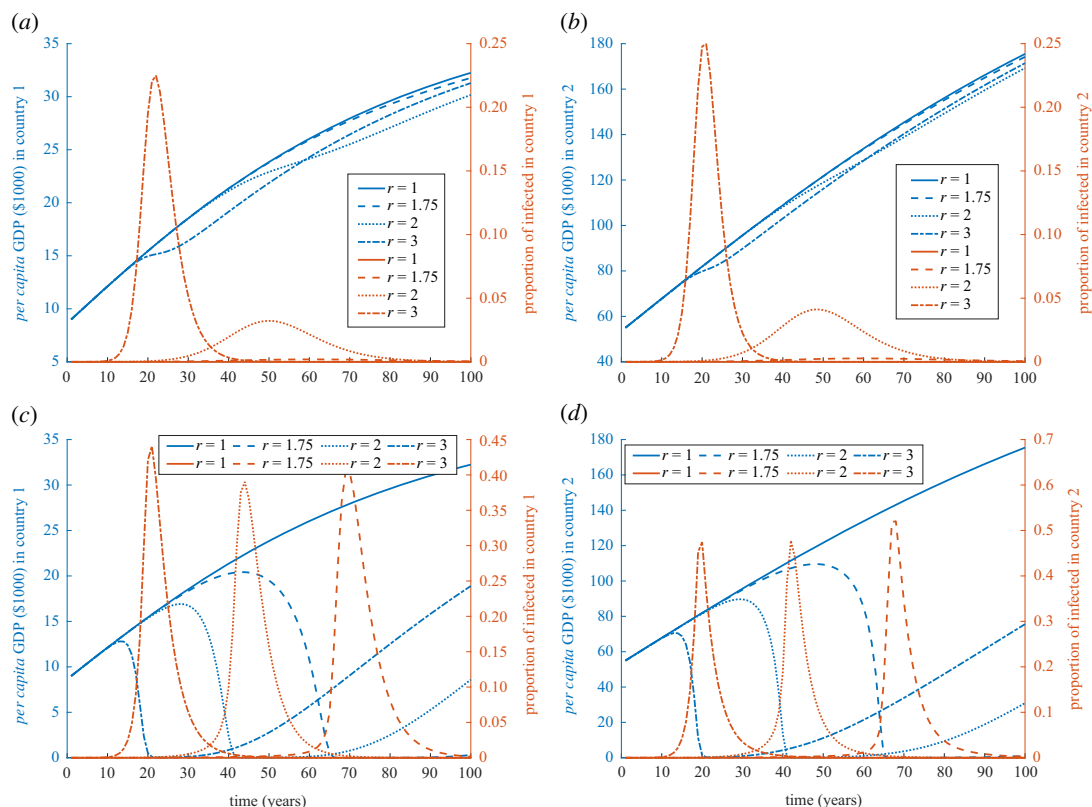 (a)
35
30
25
20
15
10
5
per capita GDP ($1000) in country 1
0.25
0.20
0.15
0.10
0.05
0
proportion of infected in country 1
r = 1
r = 1.75
r = 2
r = 3
r = 1
r = 1.75
r = 2
r = 3
0 10 20 30 40 50 60 70 80 90 100
(b)
180
160
140
120
100
80
60
40
per capita GDP ($1000) in country 2
0.25
0.20
0.15
0.10
0.05
0
proportion of infected in country 2
r = 1
r = 1.75
r = 2
r = 3
r = 1
r = 1.75
r = 2
r = 3
0 10 20 30 40 50 60 70 80 90 100
(c)
35
30
25
20
15
10
5
0
per capita GDP ($1000) in country 1
r = 1 r = 1.75 r = 2 r = 3
r = 1 r = 1.75 r = 2 r = 3
0.45
0.40
0.35
0.30
0.25
0.20
0.15
0.10
0.05
0
proportion of infected in country 1
0 10 20 30 40 50 60 70 80 90 100
time (years)
(d)
180
160
140
120
100
80
60
40
20
0
per capita GDP ($1000) in country 2
r = 1 r = 1.75 r = 2 r = 3
r = 1 r = 1.75 r = 2 r = 3
0.7
0.6
0.5
0.4
0.3
0.2
0.1
0
proportion of infected in country 2
0 10 20 30 40 50 60 70 80 90 100
time (years)